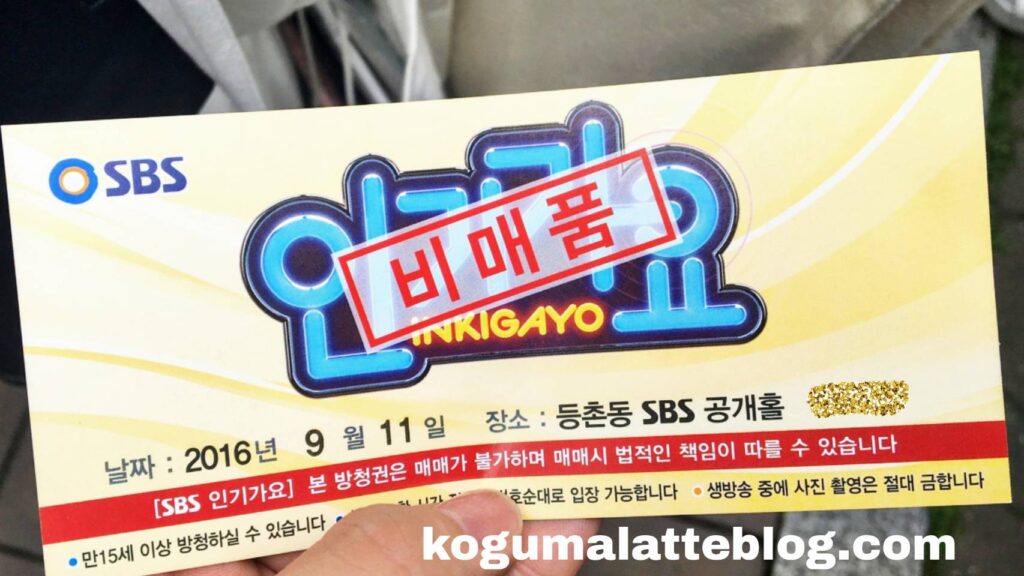 SBS
인기가요
비매품
INKIGAYO
날짜 : 2016년 9월 11일 장소 : 등촌동 SBS 공개홀
[SBS 인기가요] 본 방청권은 매매가 불가하며 매매시 법적인 책임이 따를 수 있습니다
• 만15세 이상 방청하실 수 있습니다 • 시간 호순대로 입장 가능합니다 • 생방송 중에 사진 촬영은 절대 금합니다
kogumalatteblog.com